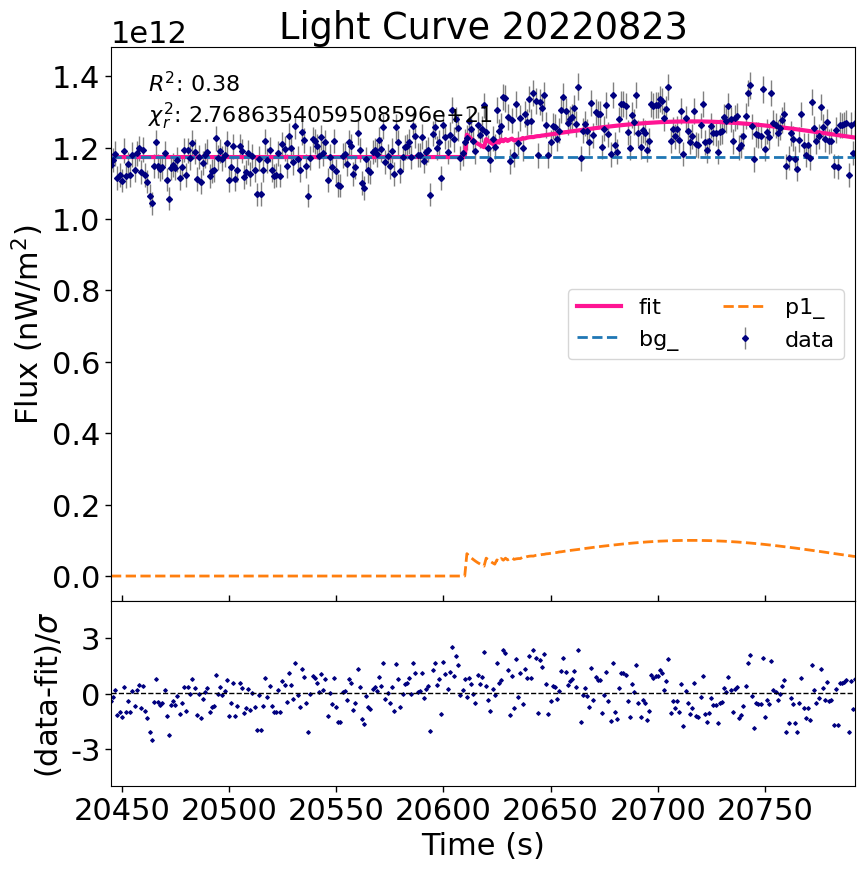 Light Curve 20220823
1e12
R²: 0.38
χ²ᵣ: 2.7686354059508596e+21
1.4
1.2
1.0
0.8
0.6
0.4
0.2
0.0
Flux (nW/m²)
fit
bg_
p1_
data
3
0
-3
(data-fit)/σ
20450 20500 20550 20600 20650 20700 20750
Time (s)